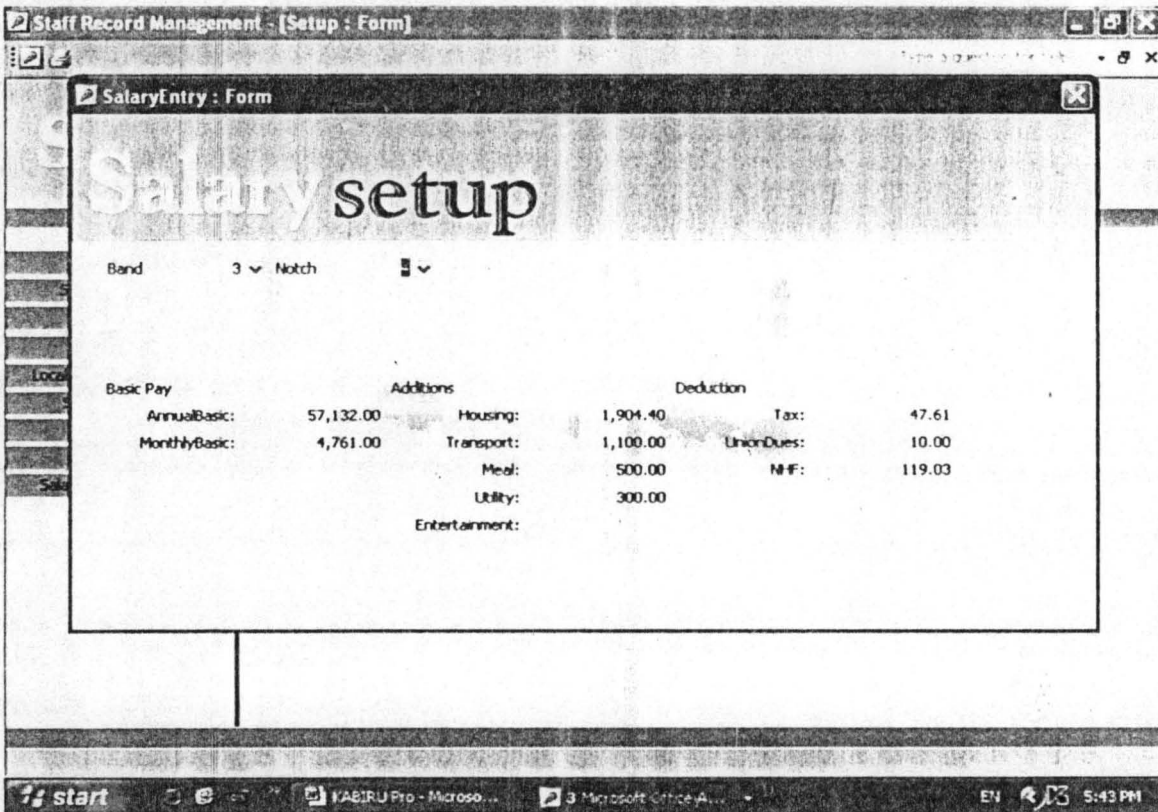 Staff Record Management - [Setup : Form]
SalaryEntry : Form
Salary setup
Band 3 Notch
Basic Pay Additions Deduction
AnnualBasic: 57,132.00 Housing: 1,904.40 Tax: 47.61
MonthlyBasic: 4,761.00 Transport: 1,100.00 UnionDues: 10.00
Meal: 500.00 NHF: 119.03
Utility: 300.00
Entertainment:
start KABIRU Pro - Microso... 3 Microsoft Office A... EN 5:43 PM